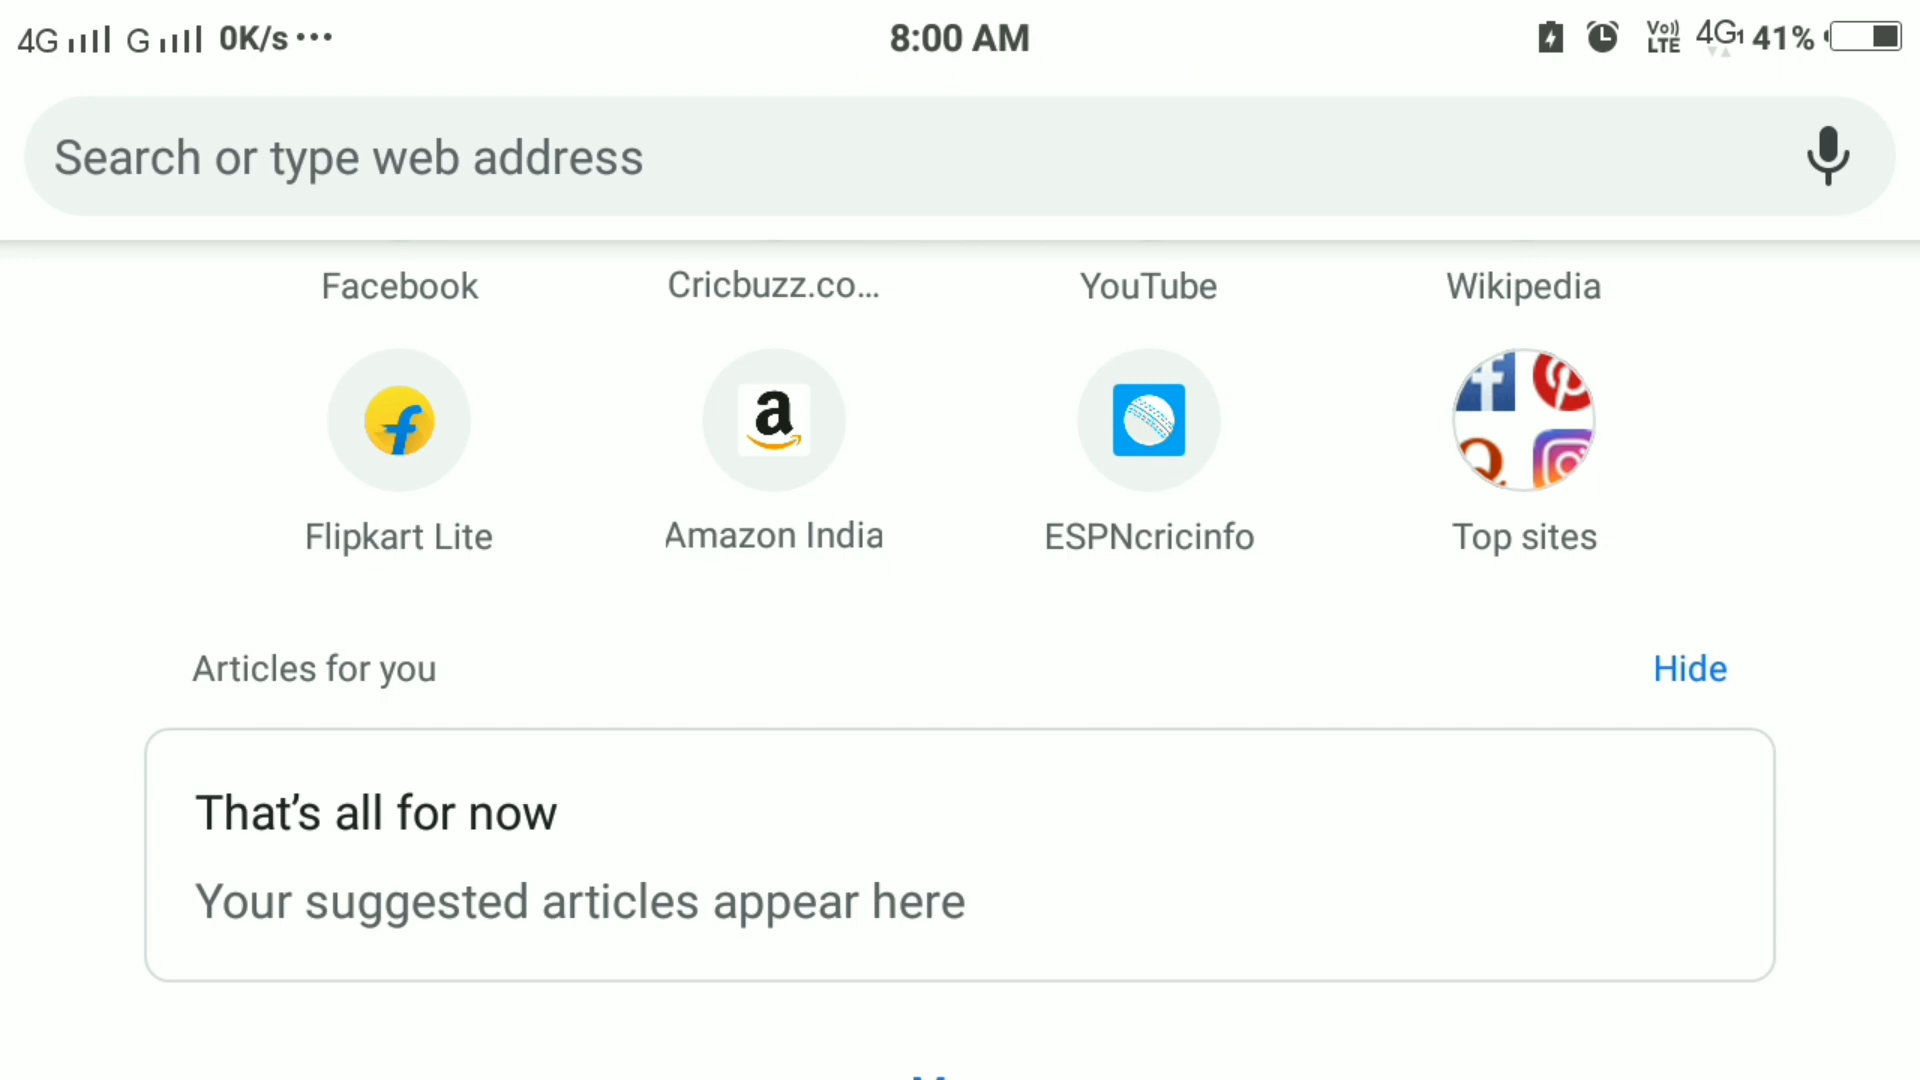 4G G 0K/s ... 8:00 AM Vo)) LTE 4G1 41%
Search or type web address
Facebook Cricbuzz.co... YouTube Wikipedia
Flipkart Lite Amazon India ESPNcricinfo Top sites
Articles for you Hide
That's all for now
Your suggested articles appear here